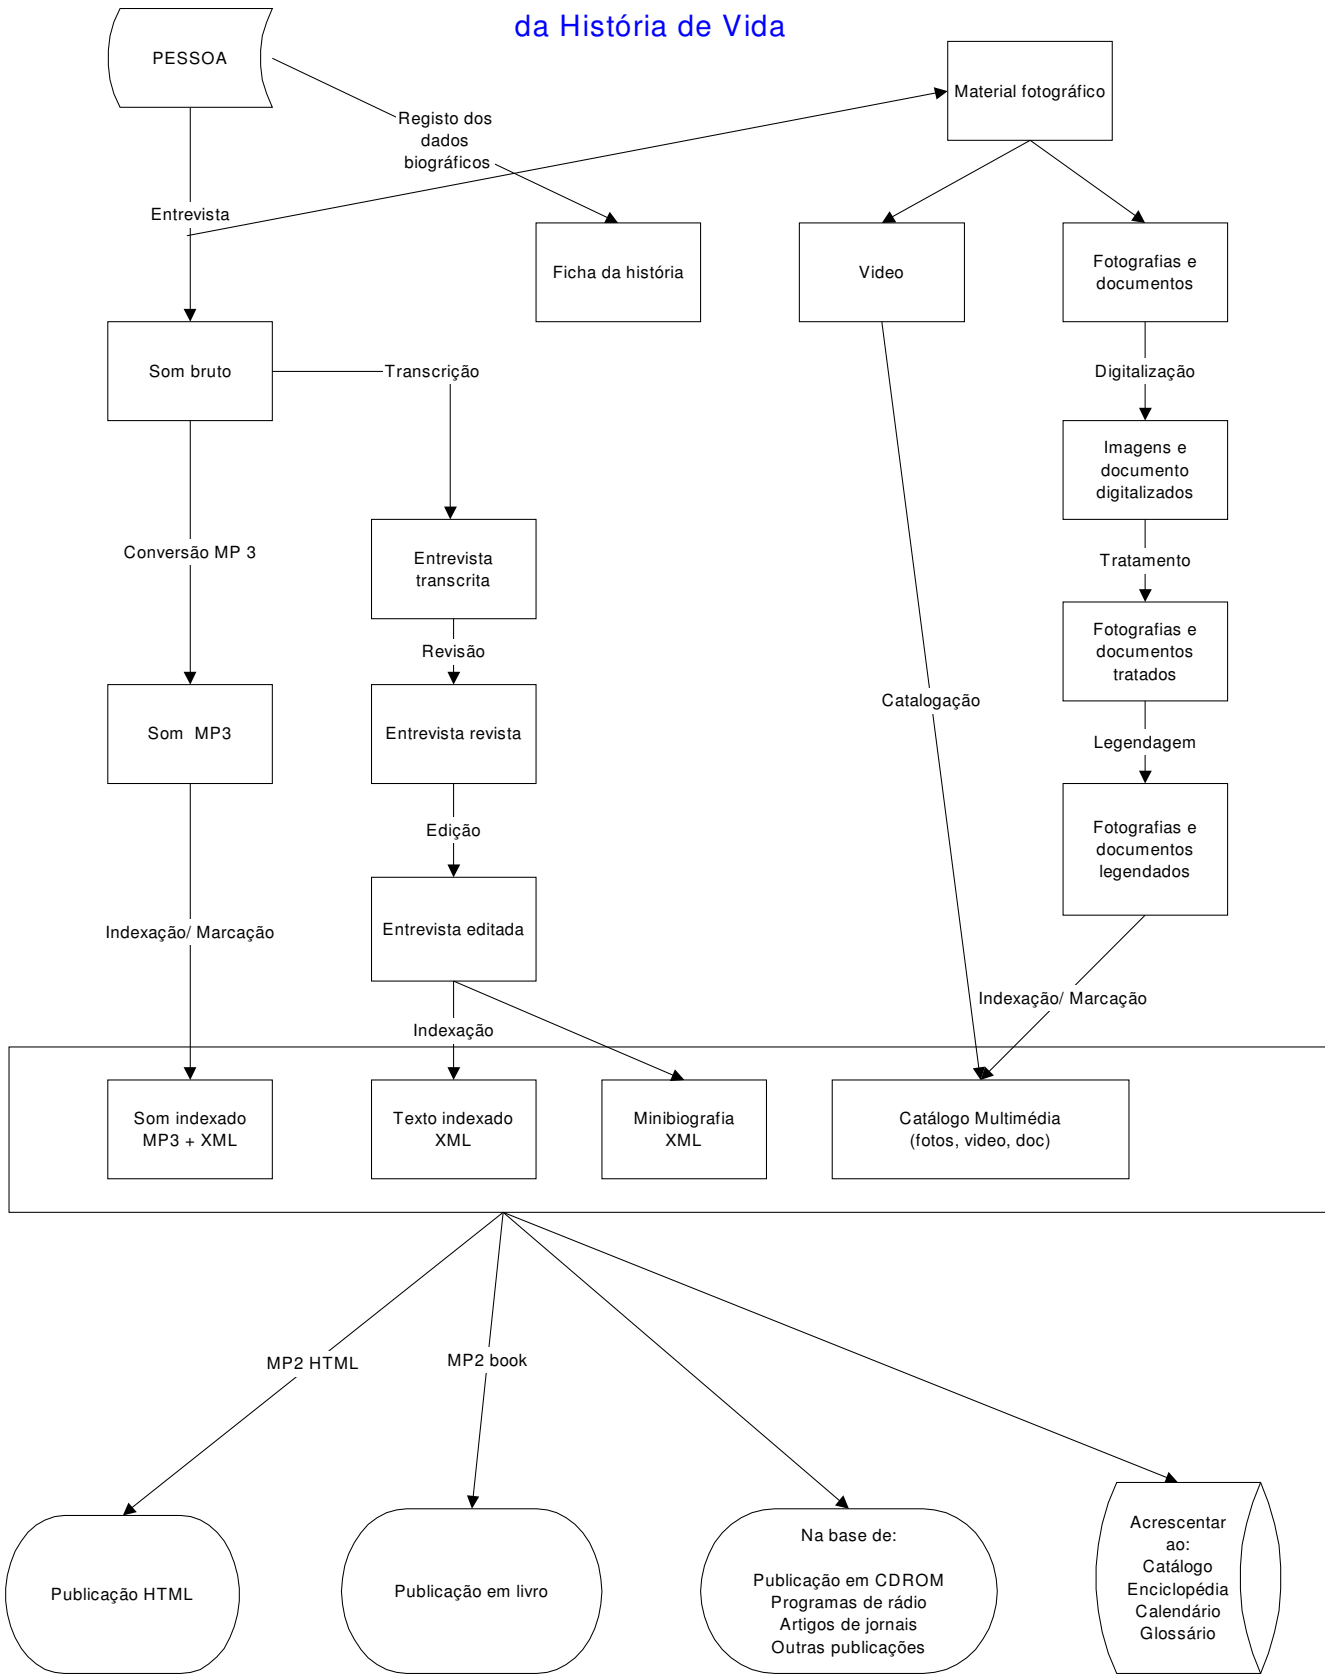 da História de Vida
PESSOA
Material fotográfico
Registo dos
dados
biográficos
Entrevista
Ficha da história
Video
Fotografias e
documentos
Som bruto
Transcrição
Digitalização
Imagens e
documento
digitalizados
Conversão MP 3
Entrevista
transcrita
Tratamento
Revisão
Fotografias e
documentos
tratados
Catalogação
Som  MP3
Entrevista revista
Legendagem
Edição
Fotografias e
documentos
legendados
Indexação/ Marcação
Entrevista editada
Indexação/ Marcação
Indexação
Som indexado
MP3 + XML
Texto indexado
XML
Minibiografia
XML
Catálogo Multimédia
(fotos, video, doc)
MP2 HTML
MP2 book
Publicação HTML
Publicação em livro
Na base de:
Publicação em CDROM
Programas de rádio
Artigos de jornais
Outras publicações
Acrescentar
ao:
Catálogo
Enciclopédia
Calendário
Glossário